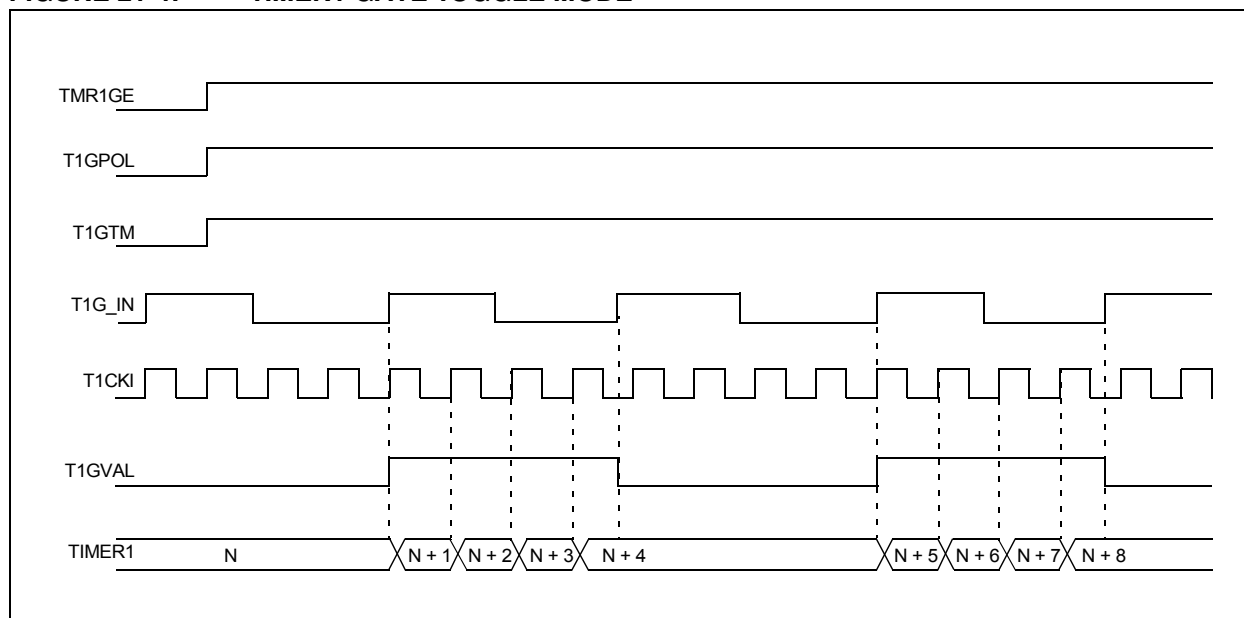 TMR1GE
T1GPOL
T1GTM
T1G_IN
T1CKI
T1GVAL
TIMER1 N N + 1 N + 2 N + 3 N + 4 N + 5 N + 6 N + 7 N + 8